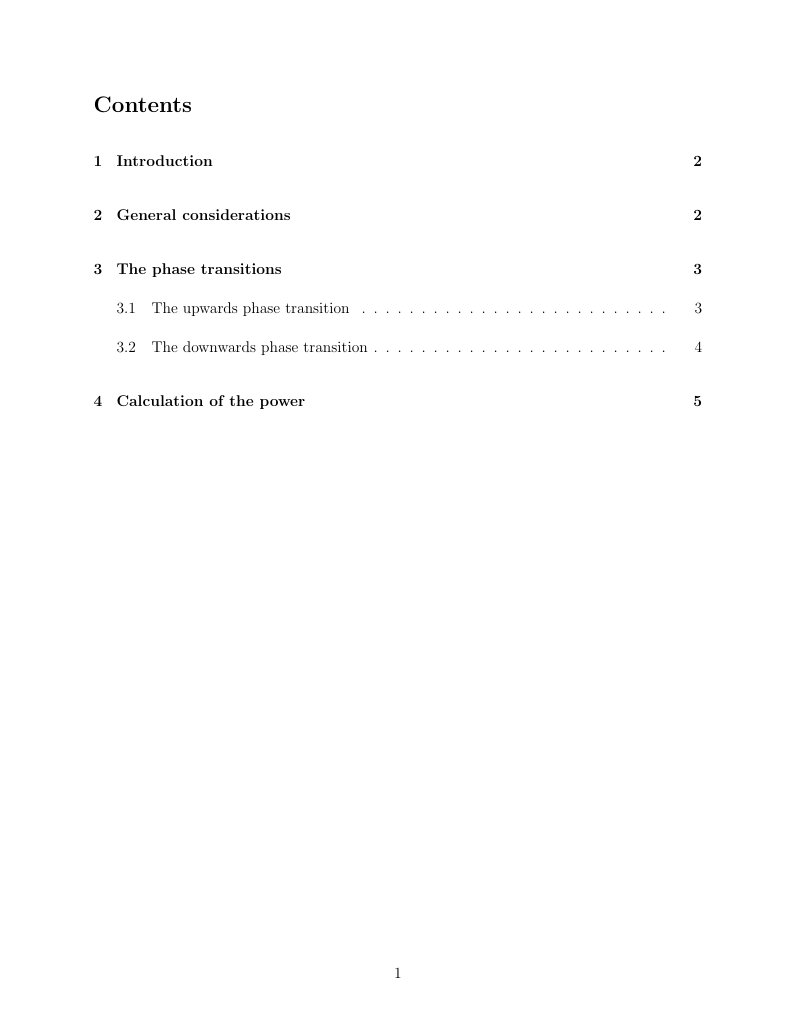 Contents
1 Introduction 2
2 General considerations 2
3 The phase transitions 3
3.1 The upwards phase transition . . . . . . . . . . . . . . . . . . . . . . . . . . 3
3.2 The downwards phase transition . . . . . . . . . . . . . . . . . . . . . . . . . 4
4 Calculation of the power 5
1